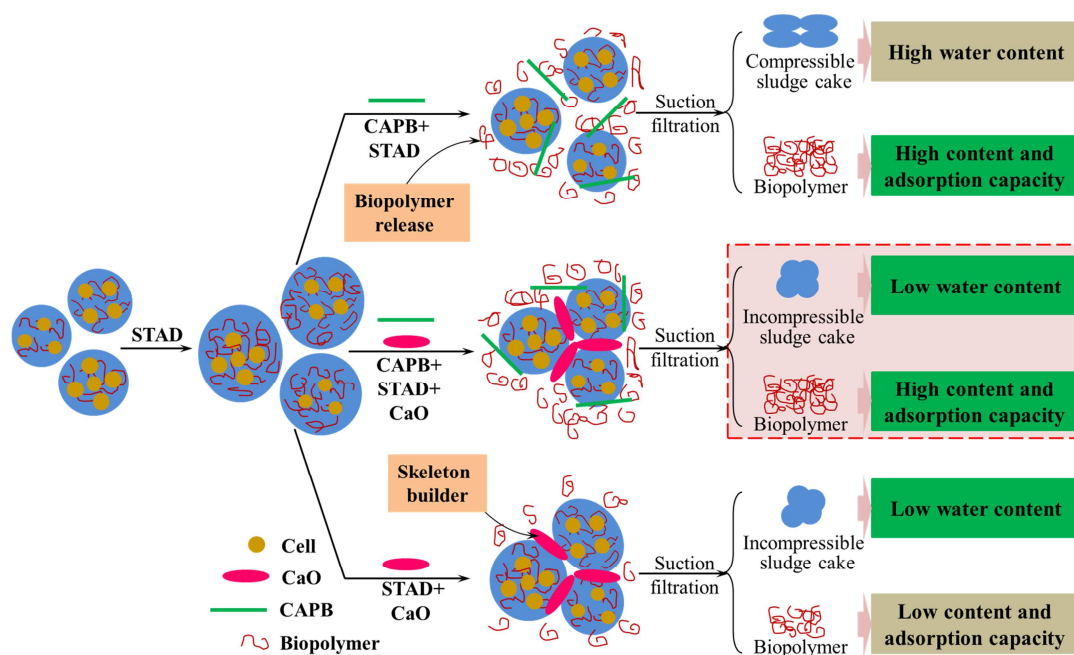 CAPB+
STAD
Biopolymer
release
Suction
filtration
Compressible
sludge cake
High water content
Biopolymer
High content and
adsorption capacity
STAD
CAPB+
STAD+
CaO
Suction
filtration
Incompressible
sludge cake
Low water content
Biopolymer
High content and
adsorption capacity
Skeleton
builder
STAD+
CaO
Suction
filtration
Incompressible
sludge cake
Low water content
Biopolymer
Low content and
adsorption capacity
Cell
CaO
CAPB
Biopolymer